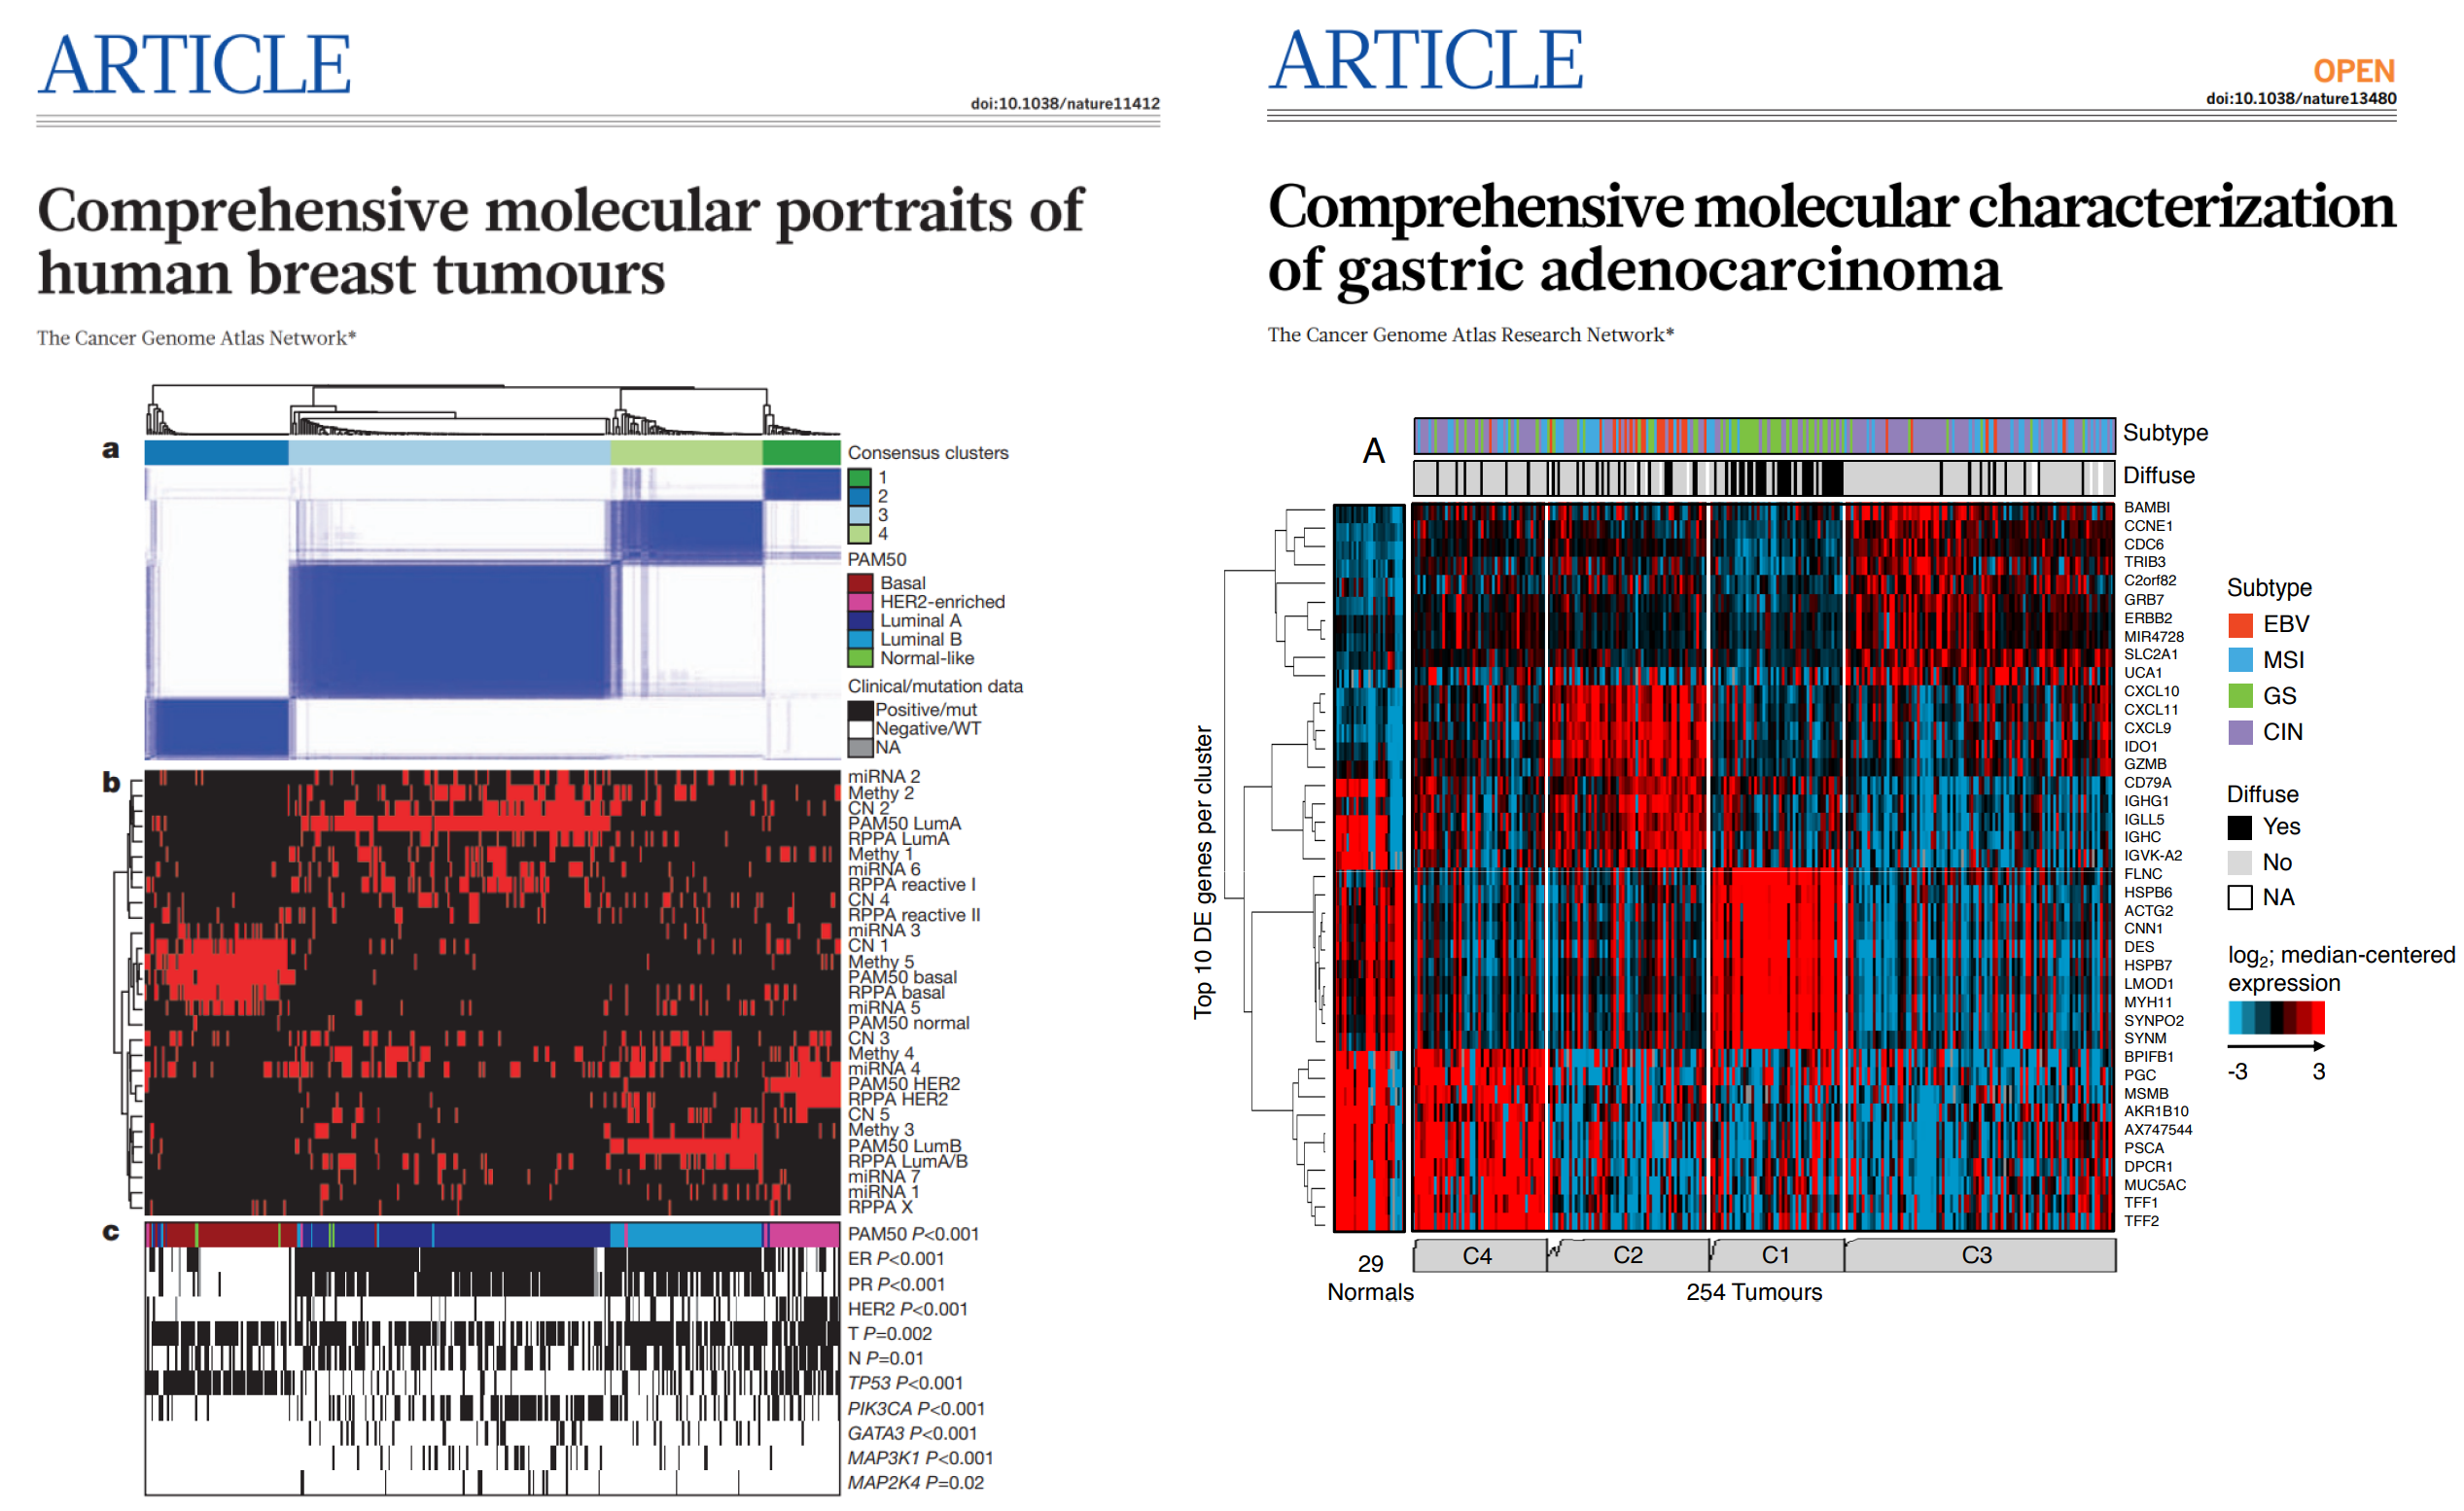 ARTICLE
doi:10.1038/nature11412
Comprehensive molecular portraits of
human breast tumours
The Cancer Genome Atlas Network*
a
Consensus clusters
1
2
3
4
PAM50
Basal
HER2-enriched
Luminal A
Luminal B
Normal-like
Clinical/mutation data
Positive/mut
Negative/WT
NA
b
miRNA 2
Methy 2
CN 2
PAM50 LumA
RPPA LumA
Methy 1
miRNA 6
RPPA reactive I
CN 4
RPPA reactive II
miRNA 3
CN 1
Methy 5
PAM50 basal
RPPA basal
miRNA 5
PAM50 normal
CN 3
Methy 4
miRNA 4
PAM50 HER2
RPPA HER2
CN 5
Methy 3
PAM50 LumB
RPPA LumA/B
miRNA 7
miRNA 1
RPPA X
c
PAM50 P<0.001
ER P<0.001
PR P<0.001
HER2 P<0.001
T P=0.002
N P=0.01
TP53 P<0.001
PIK3CA P<0.001
GATA3 P<0.001
MAP3K1 P<0.001
MAP2K4 P=0.02
ARTICLE
OPEN
doi:10.1038/nature13480
Comprehensive molecular characterization
of gastric adenocarcinoma
The Cancer Genome Atlas Research Network*
A
Subtype
Diffuse
Top 10 DE genes per cluster
BAMBI
CCNE1
CDC6
TRIB3
C2orf82
GRB7
ERBB2
MIR4728
SLC2A1
UCA1
CXCL10
CXCL11
CXCL9
IDO1
GZMB
CD79A
IGHG1
IGLL5
IGHC
IGVK-A2
FLNC
HSPB6
ACTG2
CNN1
DES
HSPB7
LMOD1
MYH11
SYNPO2
SYNM
BPIFB1
PGC
MSMB
AKR1B10
AX747544
PSCA
DPCR1
MUC5AC
TFF1
TFF2
Subtype
EBV
MSI
GS
CIN
Diffuse
Yes
No
NA
log₂; median-centered
expression
-3 3
C4 C2 C1 C3
29
Normals
254 Tumours